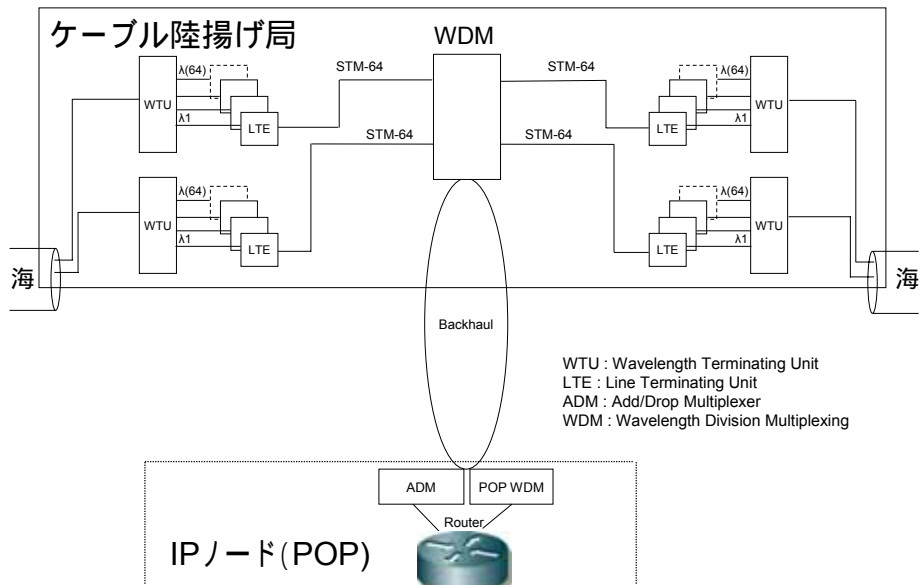 ケーブル陸揚げ局
WDM
STM-64
STM-64
λ(64)
λ(64)
WTU
WTU
LTE
LTE
λ1
λ1
STM-64
STM-64
λ(64)
λ(64)
WTU
WTU
LTE
LTE
λ1
λ1
海
海
Backhaul
WTU : Wavelength Terminating Unit
LTE : Line Terminating Unit
ADM : Add/Drop Multiplexer
WDM : Wavelength Division Multiplexing
ADM
POP WDM
Router
IPノード(POP)